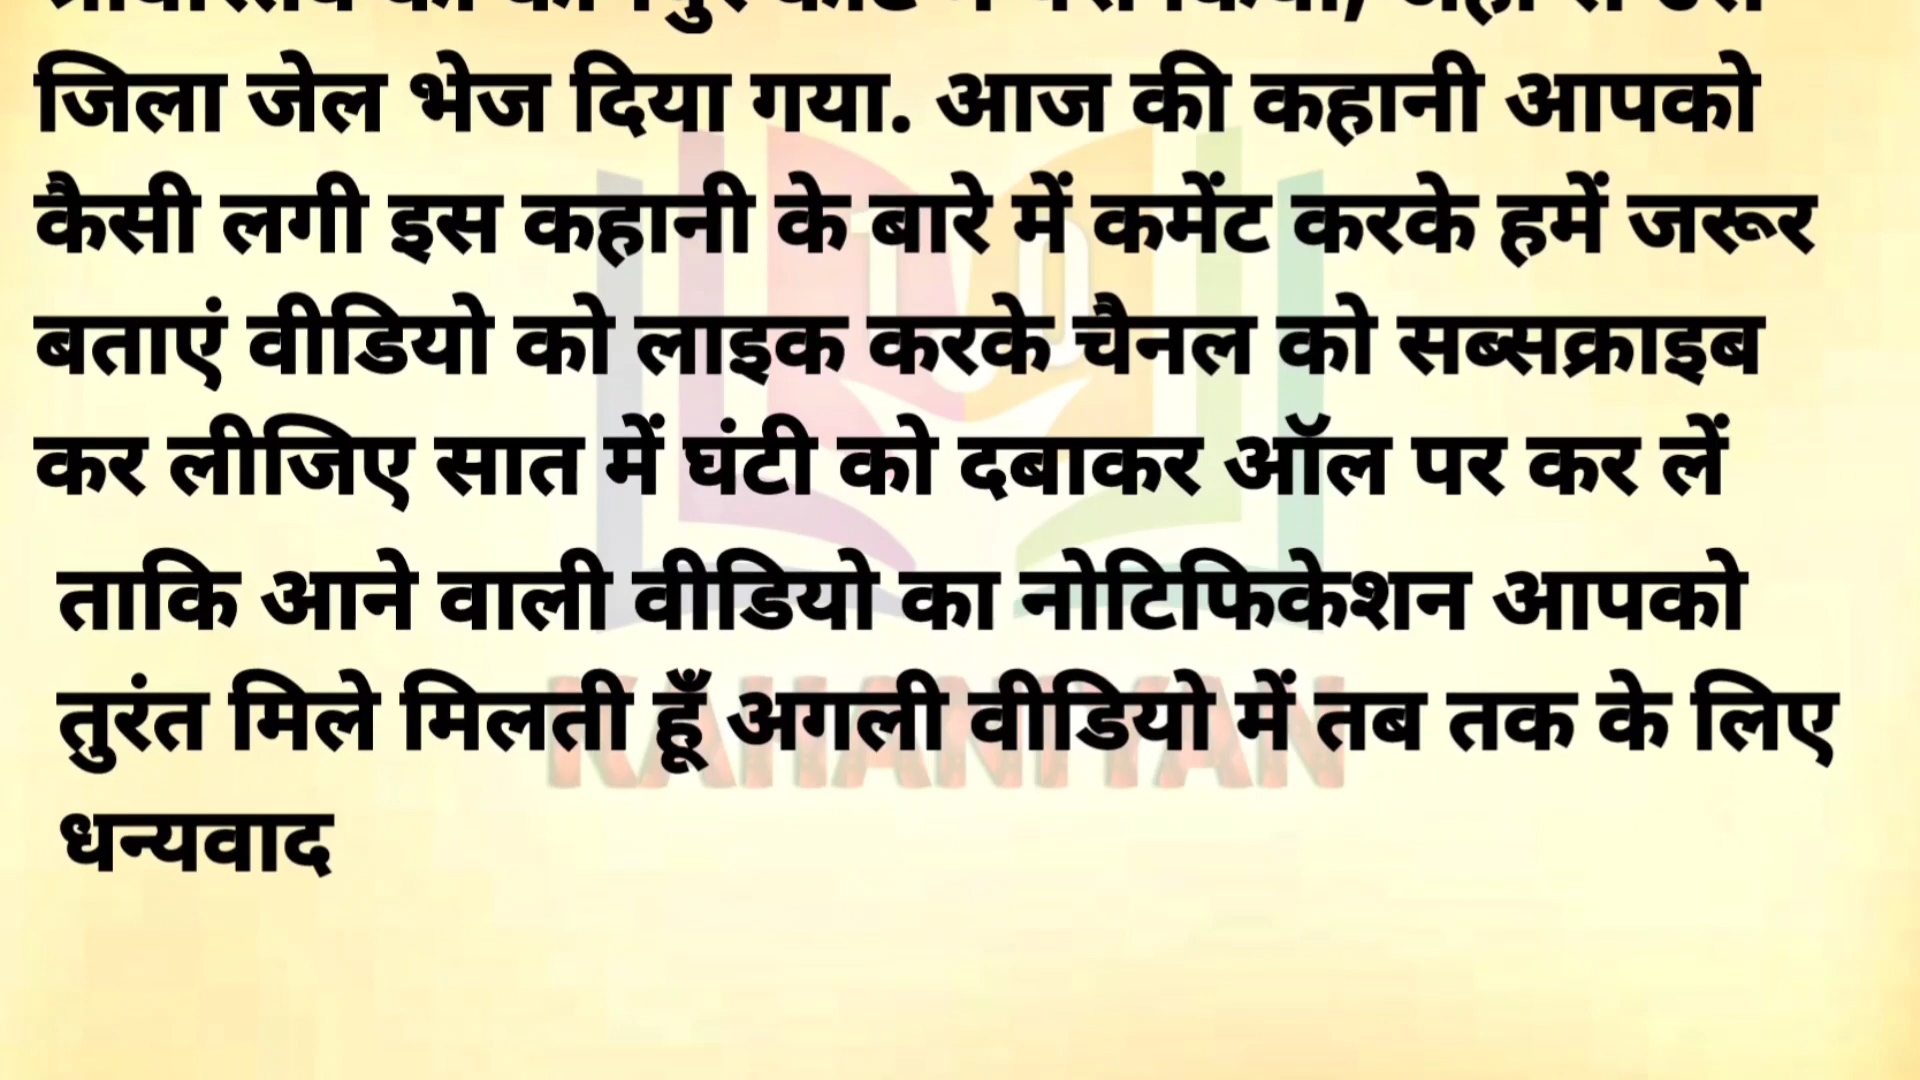 जिला जेल भेज दिया गया. आज की कहानी आपको
कैसी लगी इस कहानी के बारे में कमेंट करके हमें जरूर
बताएं वीडियो को लाइक करके चैनल को सब्सक्राइब
कर लीजिए सात में घंटी को दबाकर ऑल पर कर लें
ताकि आने वाली वीडियो का नोटिफिकेशन आपको
तुरंत मिले मिलती हूँ अगली वीडियो में तब तक के लिए
धन्यवाद
KAHANIYAN